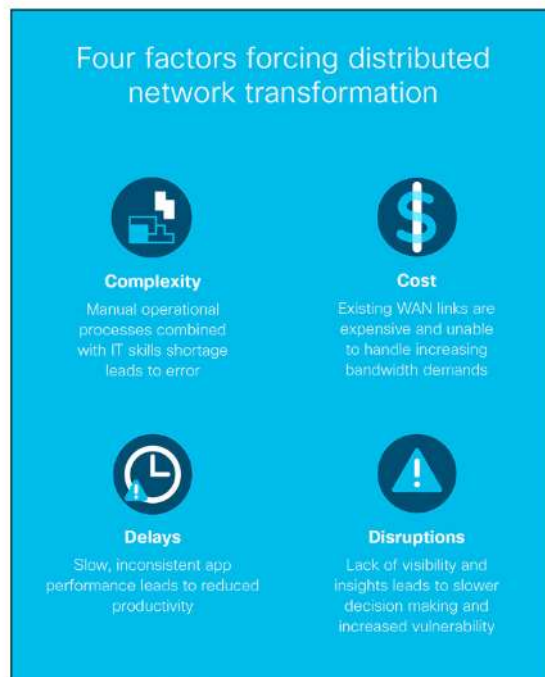 Four factors forcing distributed
network transformation
Complexity
Manual operational
processes combined
with IT skills shortage
leads to error
Cost
Existing WAN links are
expensive and unable
to handle increasing
bandwidth demands
Delays
Slow, inconsistent app
performance leads to reduced
productivity
Disruptions
Lack of visibility and
insights leads to slower
decision making and
increased vulnerability